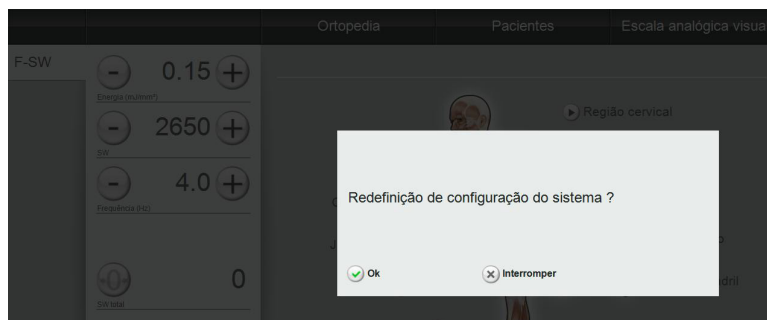 Ortopedia Pacientes Escala analógica visua
F-SW
- 0.15 +
Energia (mJ/mm²)
Região cervical
- 2650 +
SW
- 4.0 +
Frequência (Hz)
Redefinição de configuração do sistema ?
Ok Interromper
0
SW total